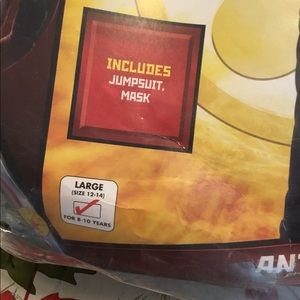 INCLUDES
JUMPSUIT,
MASK
LARGE
(SIZE 12-14)
FOR 8-10 YEARS
ANT